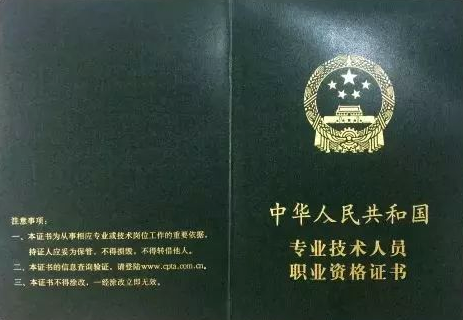 注意事项：
一、本证书为从事相应专业或技术岗位工作的重要依据，
持证人应妥为保管，不得损毁，不得转借他人。
二、本证书的信息查询验证，请登陆www.cpta.com.cn。
三、本证书不得涂改，一经涂改立即无效。
中华人民共和国
专业技术人员
职业资格证书